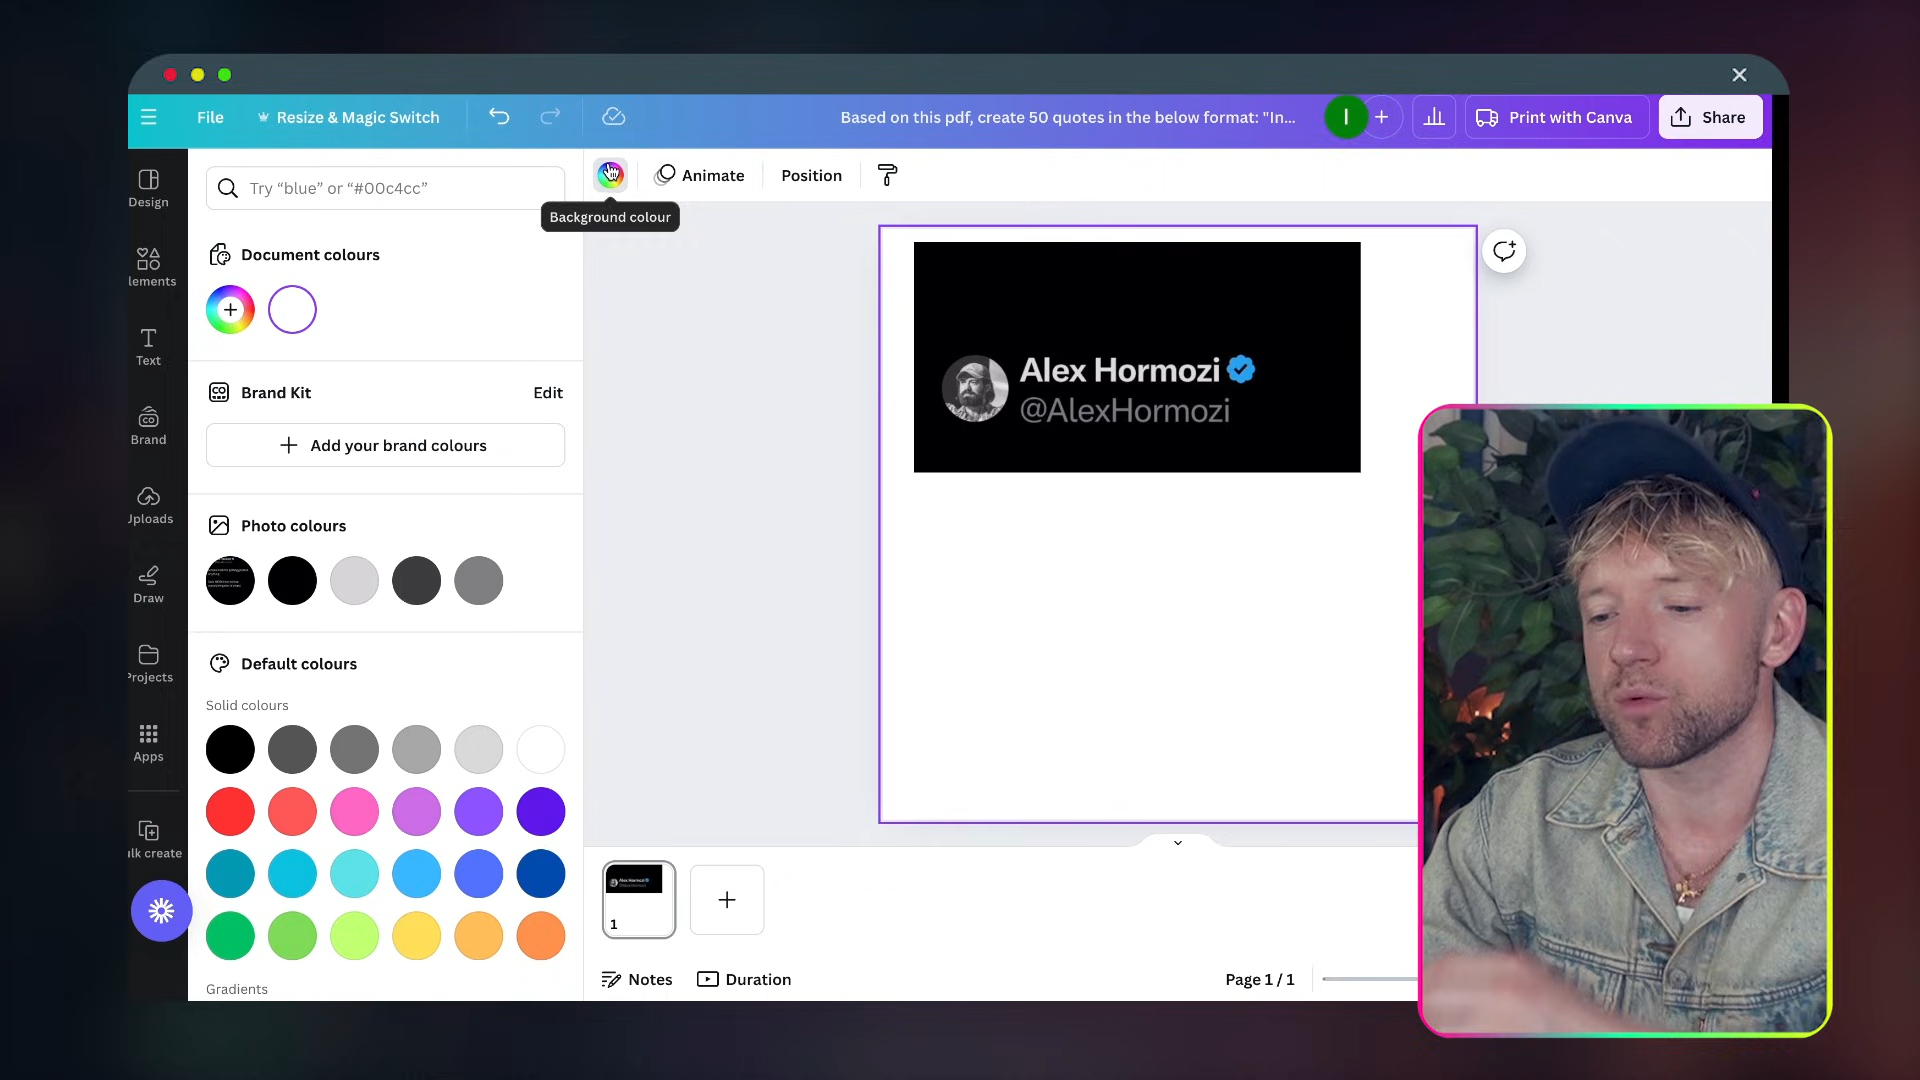 File
Resize & Magic Switch
Based on this pdf, create 50 quotes in the below format: "In...
I
Print with Canva
Share
Design
Try “blue” or “#00c4cc”
Animate
Position
Background colour
lements
Document colours
Text
Brand Kit
Edit
Brand
Add your brand colours
Uploads
Photo colours
Draw
Projects
Default colours
Solid colours
Apps
ulk create
Gradients
Alex Hormozi
@AlexHormozi
1
Notes
Duration
Page 1 / 1